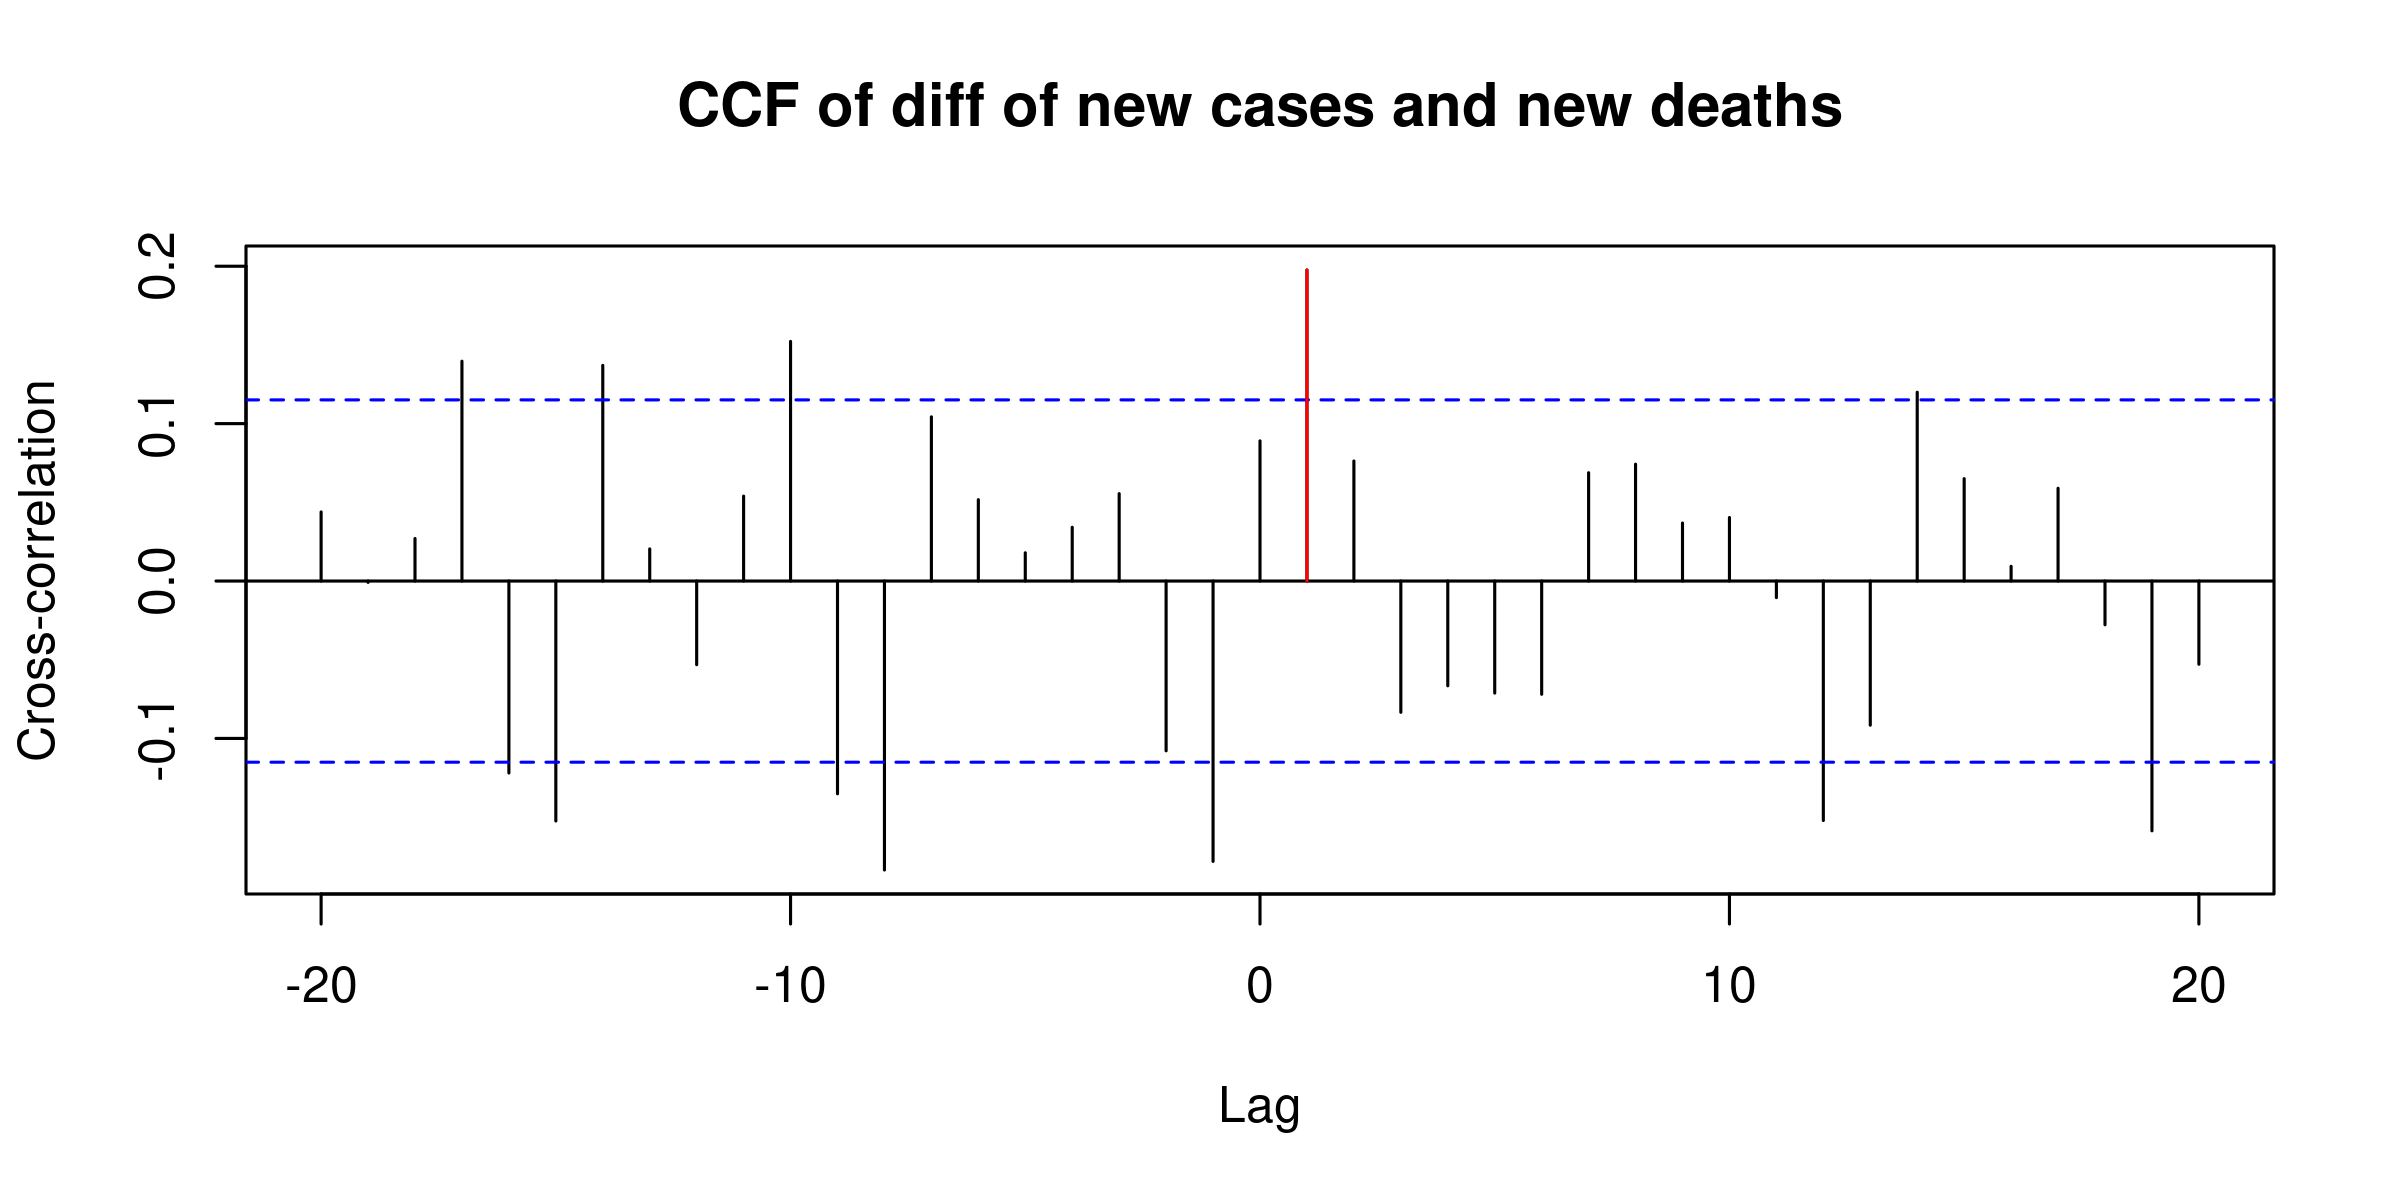 CCF of diff of new cases and new deaths
Cross-correlation
0.2
0.1
0.0
-0.1
-20 -10 0 10 20
Lag